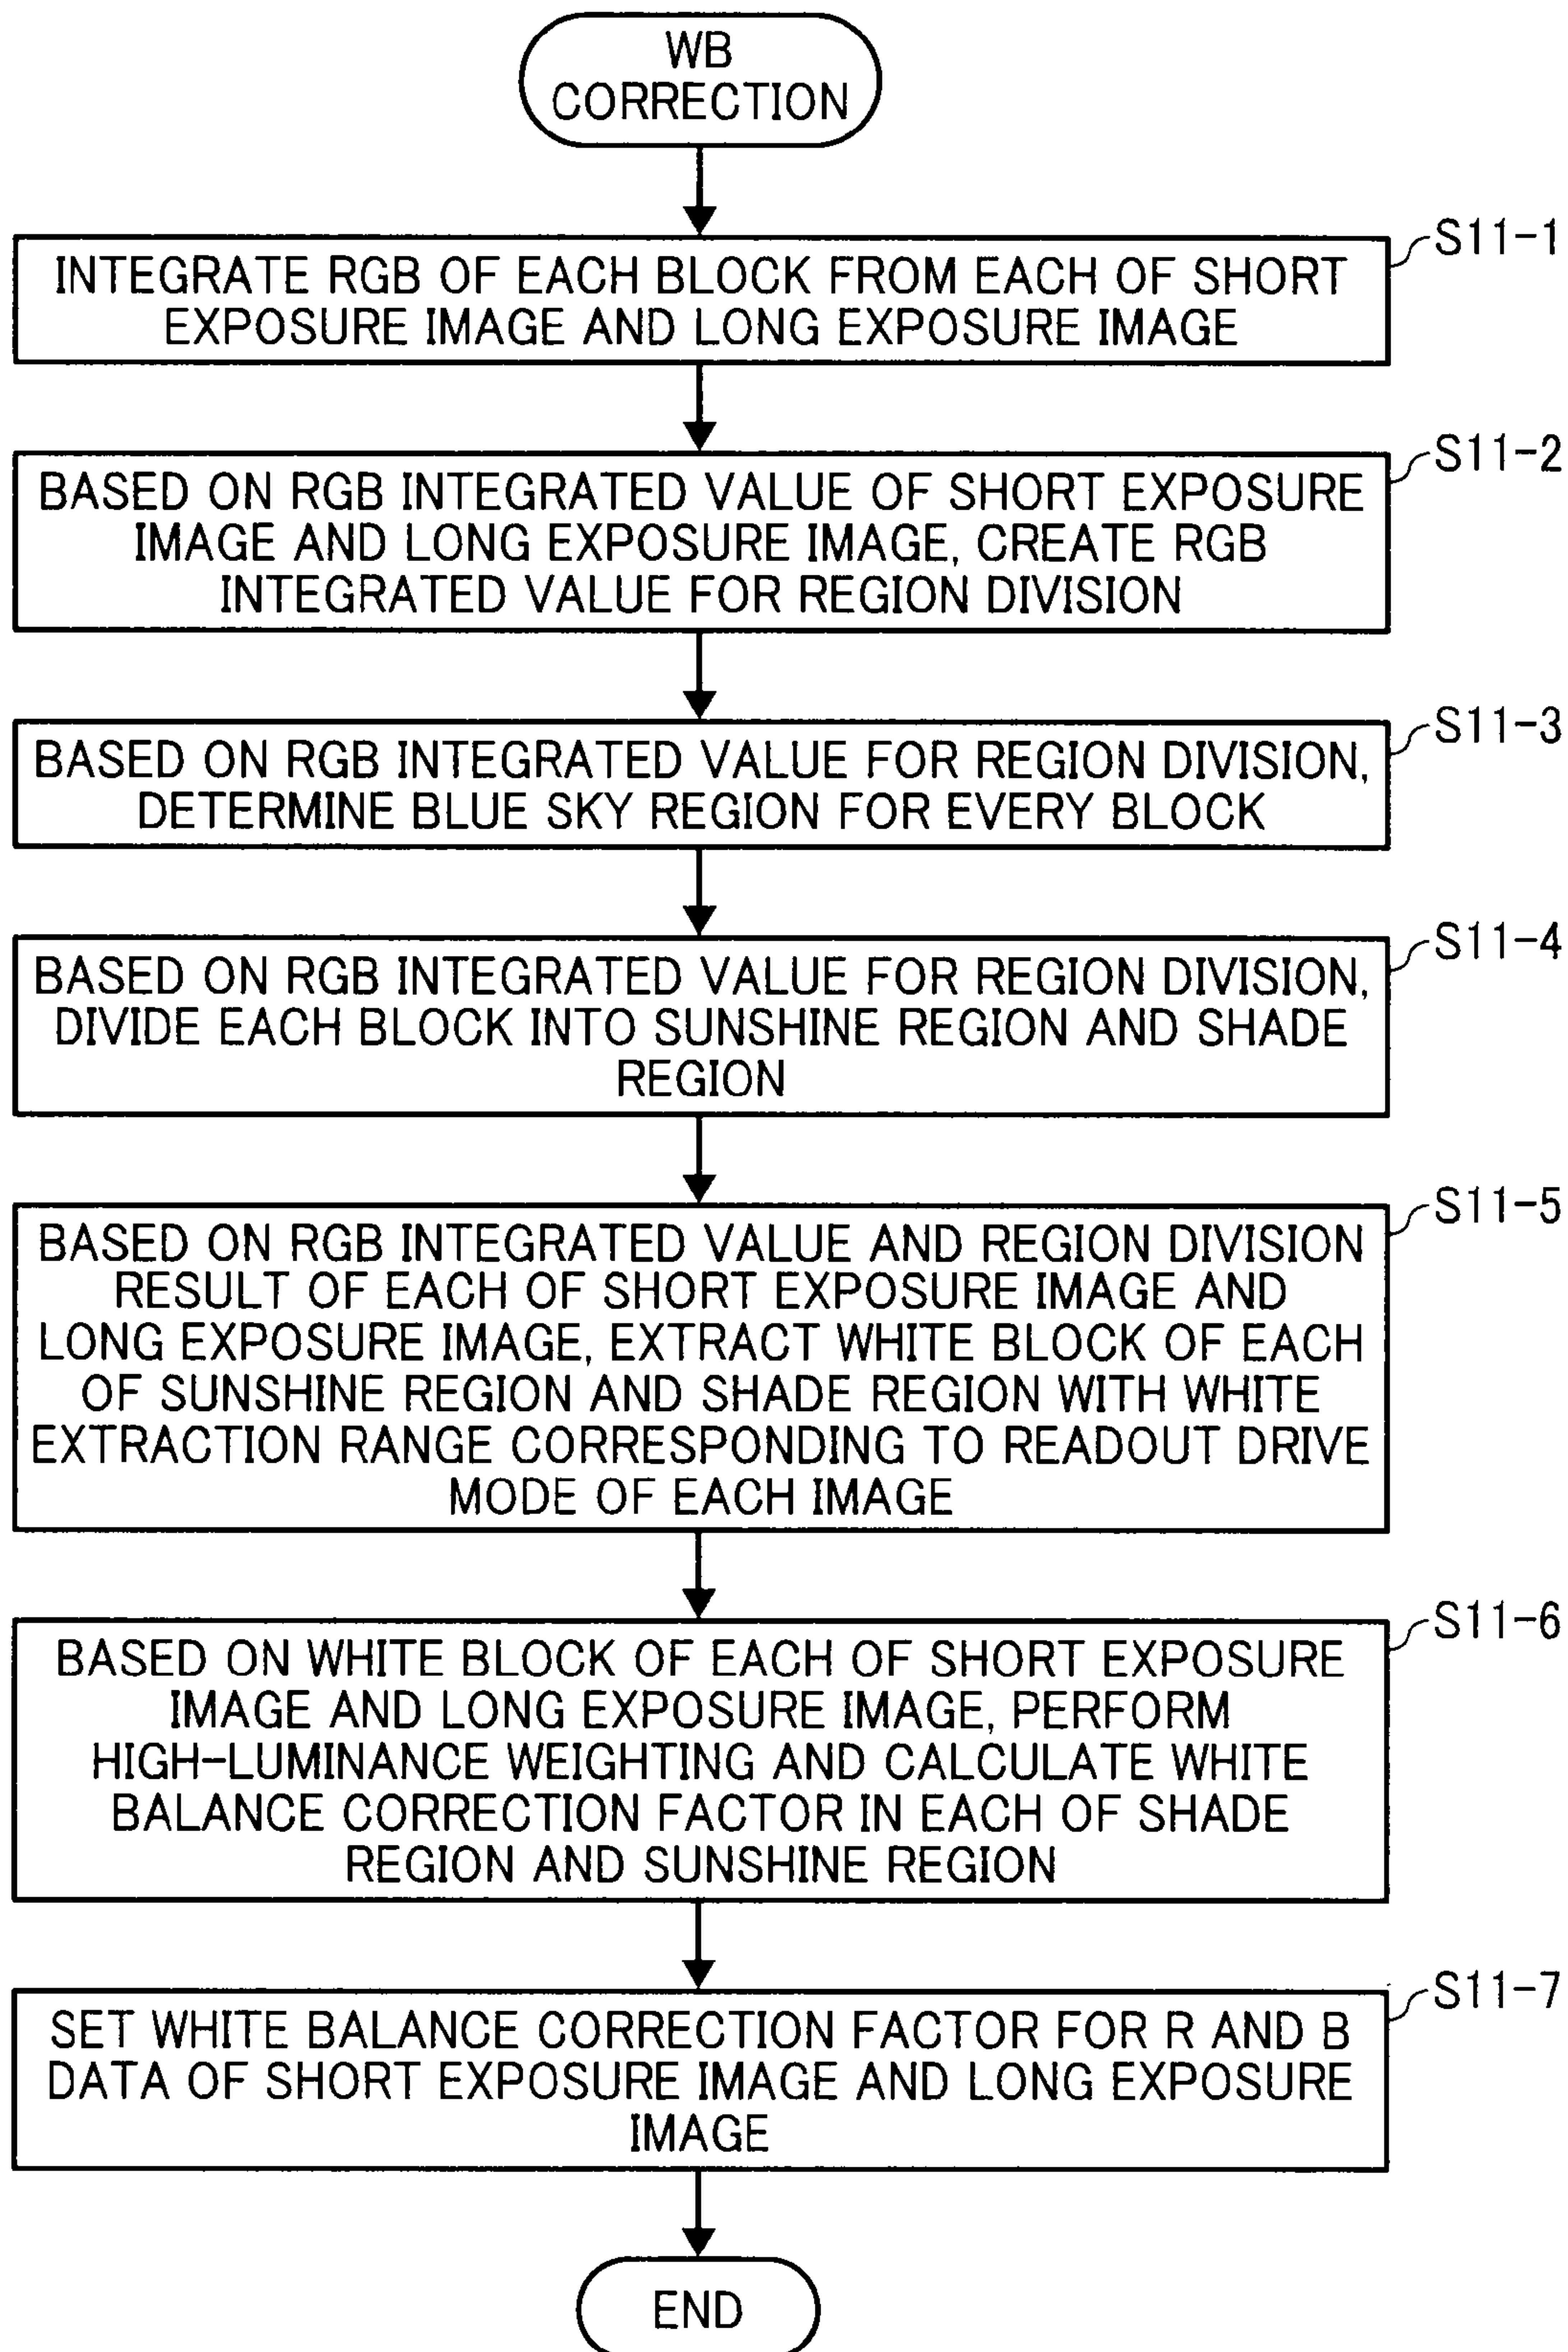 WB
CORRECTION
S11-1
INTEGRATE RGB OF EACH BLOCK FROM EACH OF SHORT
EXPOSURE IMAGE AND LONG EXPOSURE IMAGE
S11-2
BASED ON RGB INTEGRATED VALUE OF SHORT EXPOSURE
IMAGE AND LONG EXPOSURE IMAGE, CREATE RGB
INTEGRATED VALUE FOR REGION DIVISION
S11-3
BASED ON RGB INTEGRATED VALUE FOR REGION DIVISION,
DETERMINE BLUE SKY REGION FOR EVERY BLOCK
S11-4
BASED ON RGB INTEGRATED VALUE FOR REGION DIVISION,
DIVIDE EACH BLOCK INTO SUNSHINE REGION AND SHADE
REGION
S11-5
BASED ON RGB INTEGRATED VALUE AND REGION DIVISION
RESULT OF EACH OF SHORT EXPOSURE IMAGE AND
LONG EXPOSURE IMAGE, EXTRACT WHITE BLOCK OF EACH
OF SUNSHINE REGION AND SHADE REGION WITH WHITE
EXTRACTION RANGE CORRESPONDING TO READOUT DRIVE
MODE OF EACH IMAGE
S11-6
BASED ON WHITE BLOCK OF EACH OF SHORT EXPOSURE
IMAGE AND LONG EXPOSURE IMAGE, PERFORM
HIGH-LUMINANCE WEIGHTING AND CALCULATE WHITE
BALANCE CORRECTION FACTOR IN EACH OF SHADE
REGION AND SUNSHINE REGION
S11-7
SET WHITE BALANCE CORRECTION FACTOR FOR R AND B
DATA OF SHORT EXPOSURE IMAGE AND LONG EXPOSURE
IMAGE
END